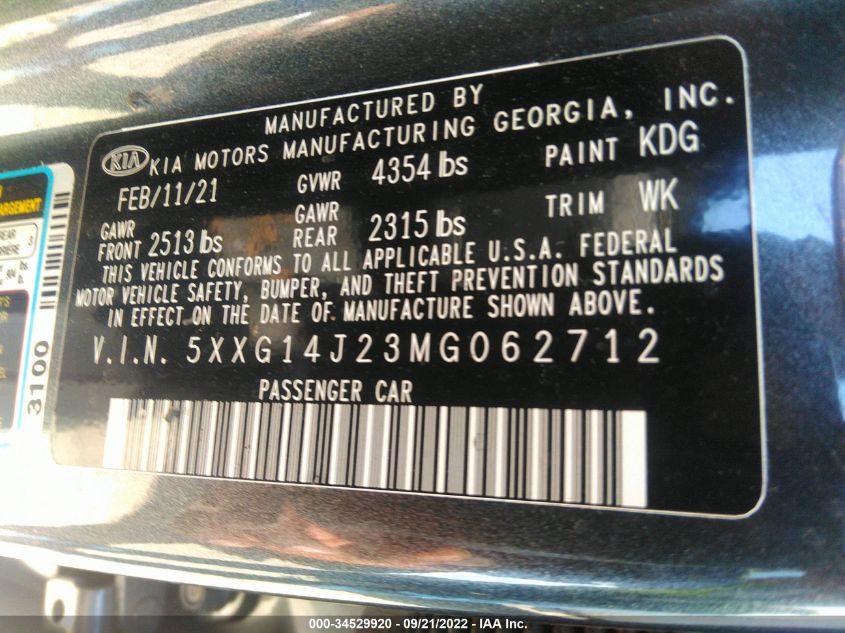 MANUFACTURED BY
KIA KIA MOTORS MANUFACTURING GEORGIA, INC.
FEB/11/21 GVWR 4354 lbs PAINT KDG
GAWR FRONT 2513 lbs GAWR REAR 2315 lbs TRIM WK
THIS VEHICLE CONFORMS TO ALL APPLICABLE U.S.A. FEDERAL
MOTOR VEHICLE SAFETY, BUMPER, AND THEFT PREVENTION STANDARDS
IN EFFECT ON THE DATE OF MANUFACTURE SHOWN ABOVE.
V.I.N. 5XXG14J23MG062712
PASSENGER CAR
REAR
3
3100
000-34529920 - 09/21/2022 - IAA Inc.